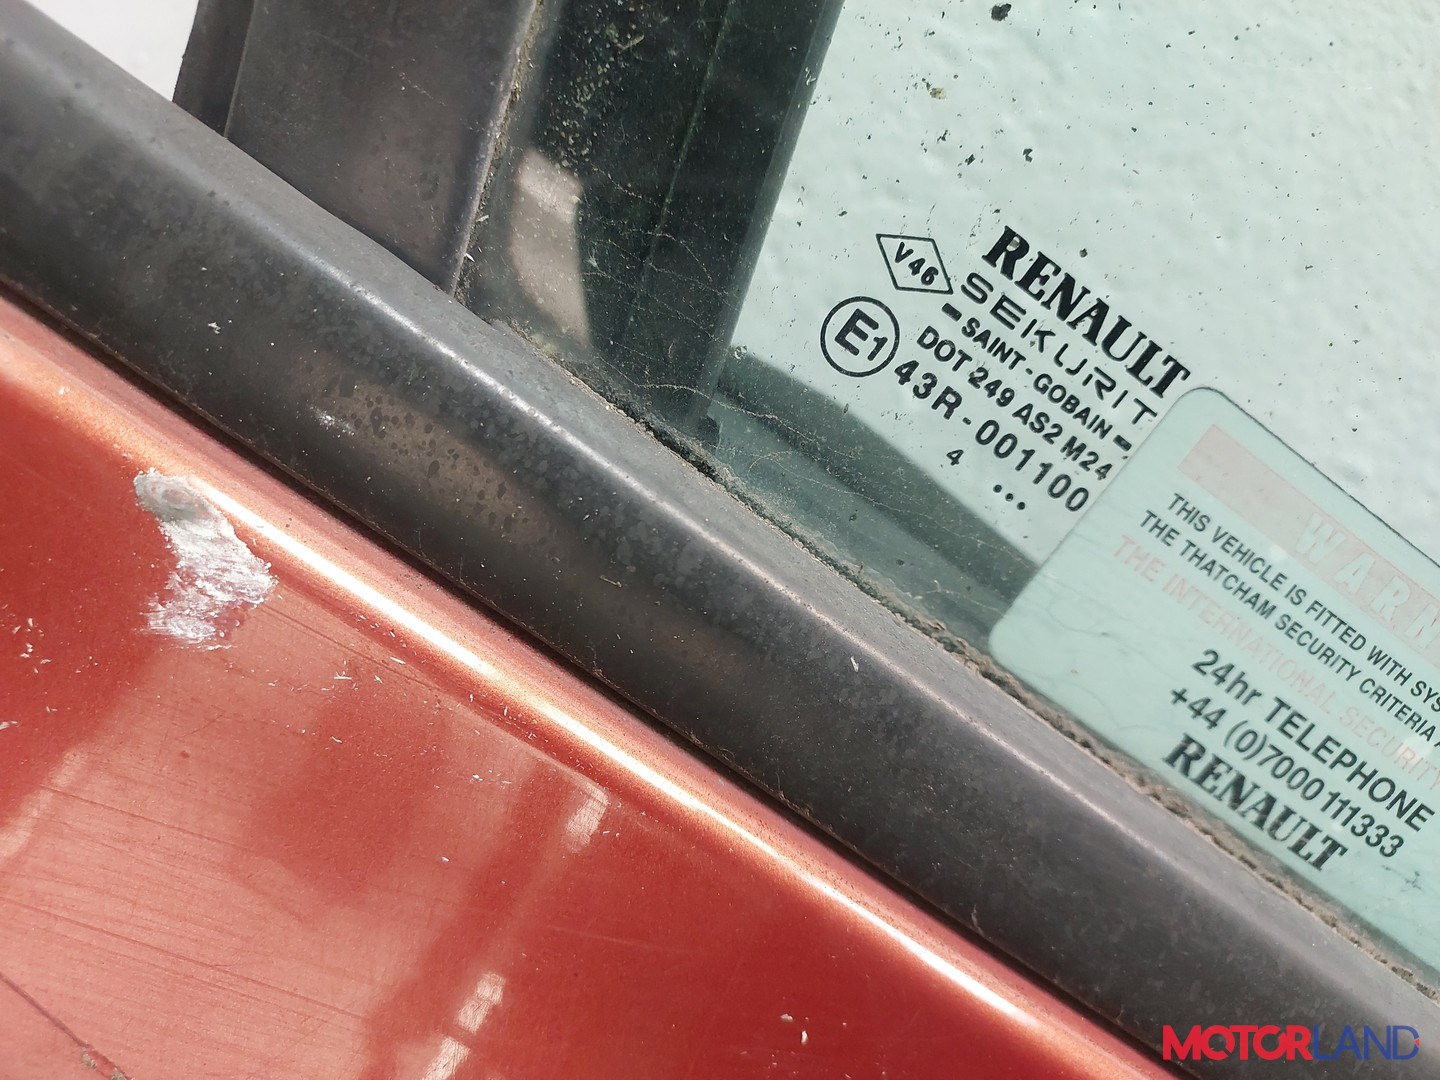 RENAULT
V46
SEKURIT
- SAINT-GOBAIN -
E1
DOT 249 AS2 M24
43R-001100
4
...
THIS VEHICLE IS FITTED WITH
THE THATCHAM SECURITY CRITERIA
THE INTERNATIONAL SECURITY
24hr TELEPHONE
+44 (0)7000 111333
RENAULT
MOTORLAND